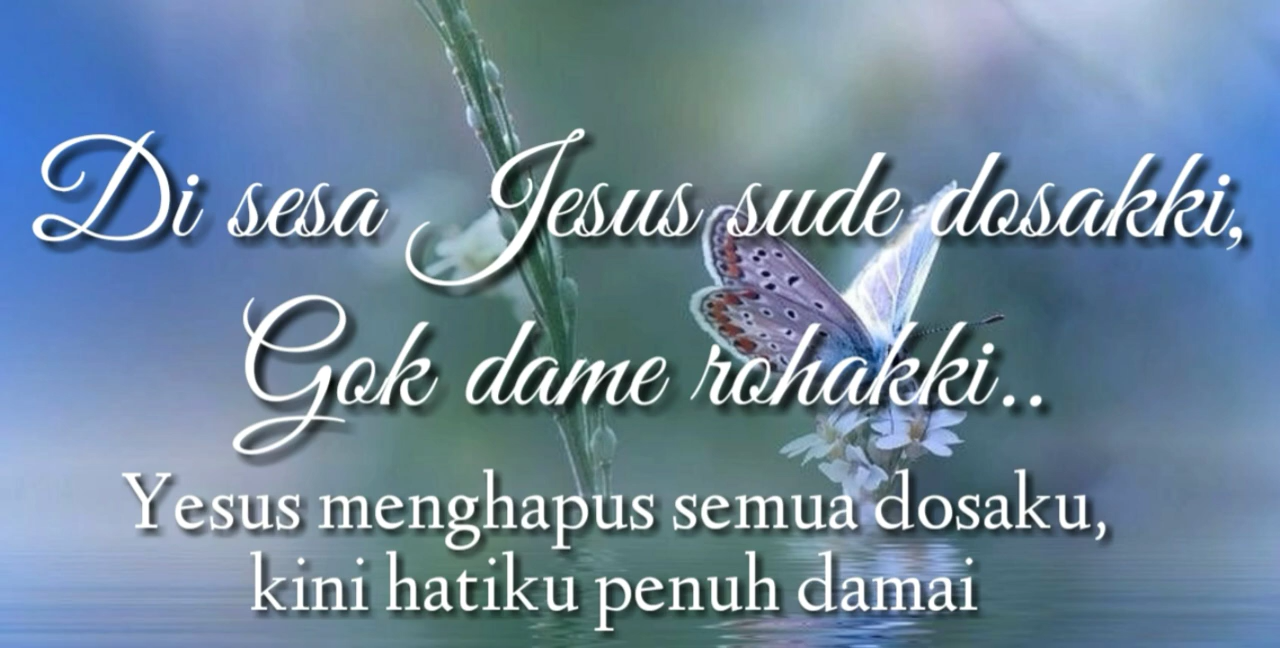 Di sesa Jesus sude dosakki,
Gok dame rohakki..
Yesus menghapus semua dosaku,
kini hatiku penuh damai